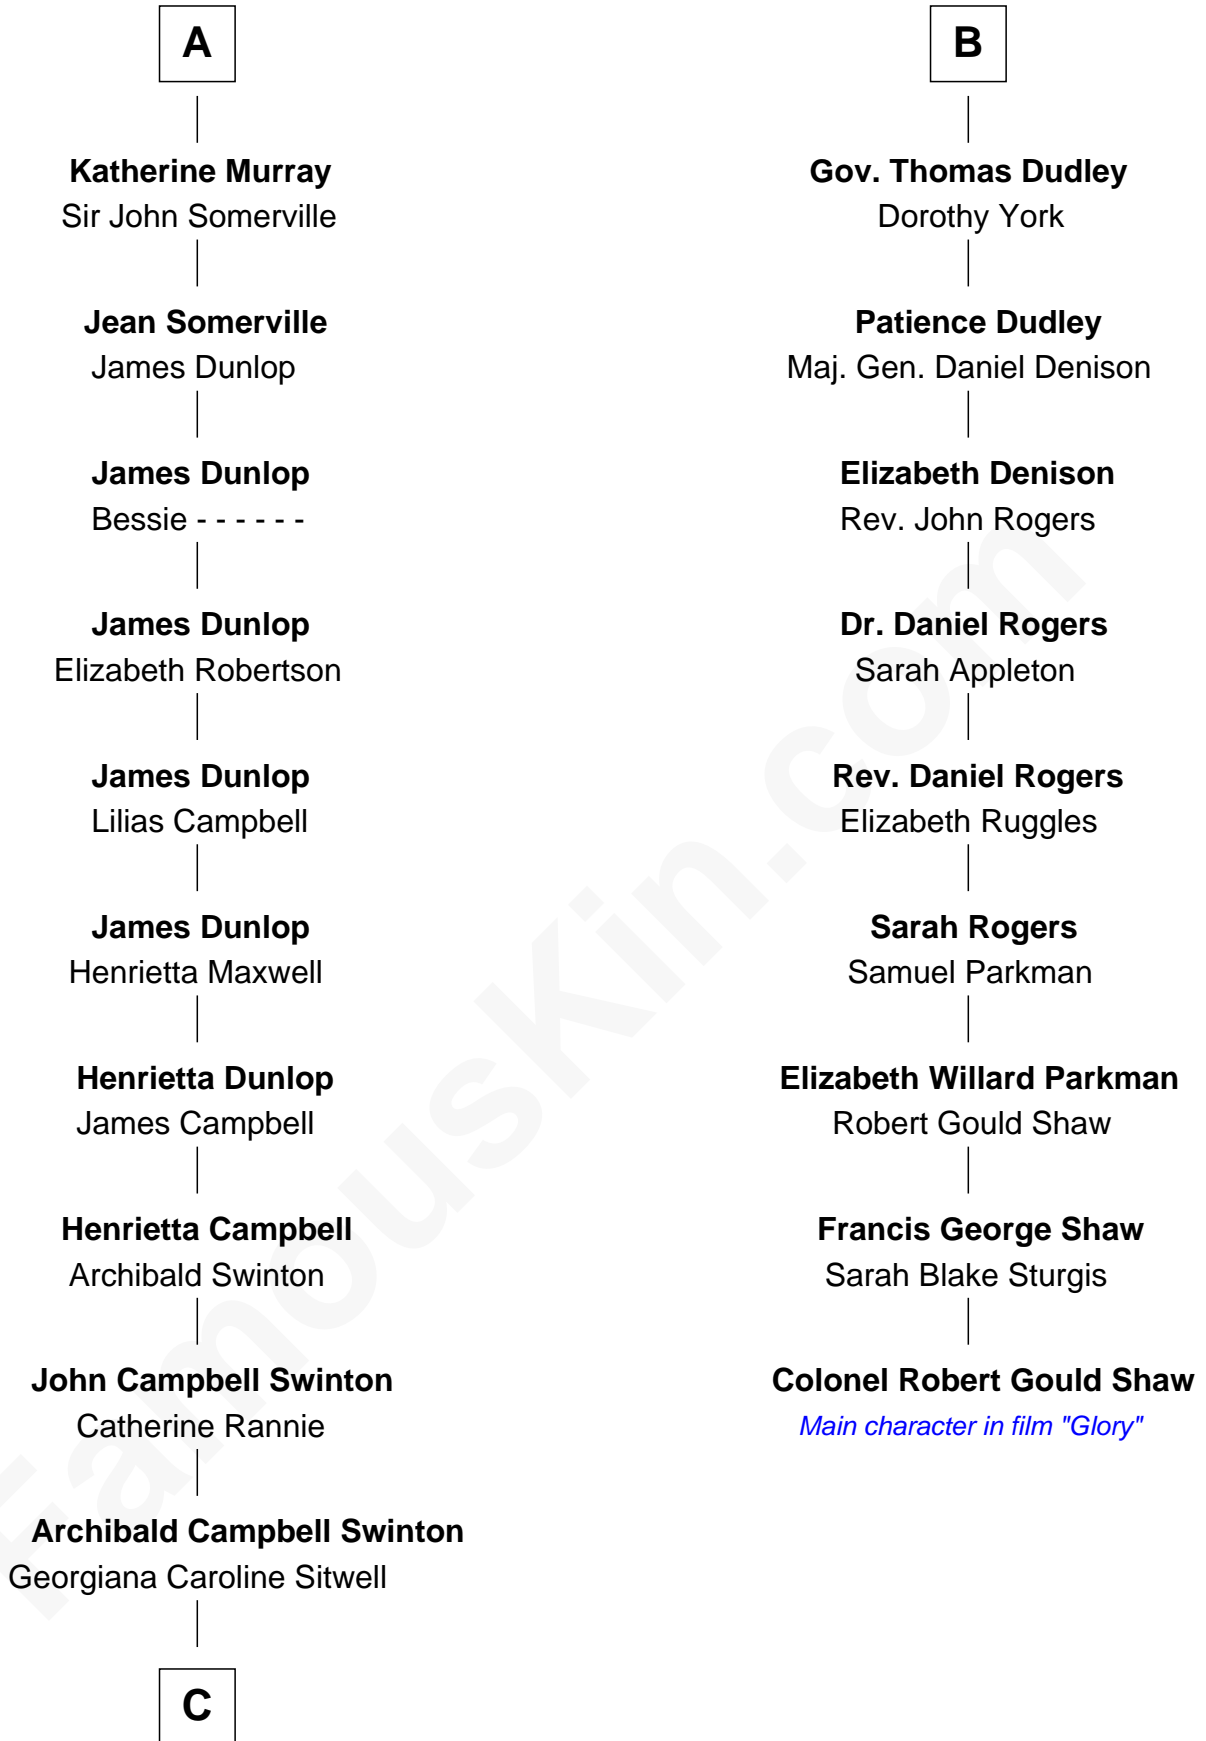 A
Katherine Murray
Sir John Somerville
Jean Somerville
James Dunlop
James Dunlop
Bessie - - - - - -
James Dunlop
Elizabeth Robertson
James Dunlop
Lilias Campbell
James Dunlop
Henrietta Maxwell
Henrietta Dunlop
James Campbell
Henrietta Campbell
Archibald Swinton
John Campbell Swinton
Catherine Rannie
Archibald Campbell Swinton
Georgiana Caroline Sitwell
C
B
Gov. Thomas Dudley
Dorothy York
Patience Dudley
Maj. Gen. Daniel Denison
Elizabeth Denison
Rev. John Rogers
Dr. Daniel Rogers
Sarah Appleton
Rev. Daniel Rogers
Elizabeth Ruggles
Sarah Rogers
Samuel Parkman
Elizabeth Willard Parkman
Robert Gould Shaw
Francis George Shaw
Sarah Blake Sturgis
Colonel Robert Gould Shaw
Main character in film "Glory"
FamousKin.com